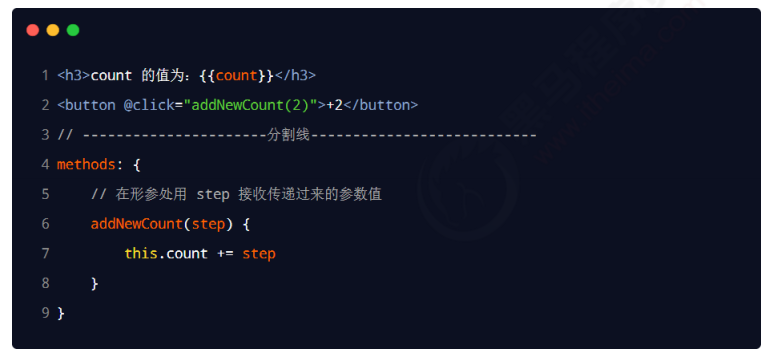 1 <h3>count 的值为：{{count}}</h3>
2 <button @click="addNewCount(2)">+2</button>
3 // ----------------------分割线---------------------------
4 methods: {
5     // 在形参处用 step 接收传递过来的参数值
6     addNewCount(step) {
7         this.count += step
8     }
9 }